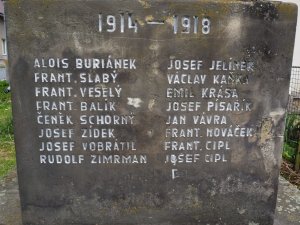 1914 — 1918
ALOIS BURIÁNEK
FRANT. SLABÝ
FRANT. VESELÝ
FRANT. BALÍK
ČENĚK SCHORNÝ
JOSEF ZÍDEK
JOSEF VOBRÁTIL
RUDOLF ZIMRMAN
JOSEF JELÍNEK
VÁCLAV KAŇKA
EMIL KRÁSA
JOSEF PISAŘÍK
JAN VÁVRA
FRANT. NOVÁČEK
FRANT. CIPL
JOSEF CIPL